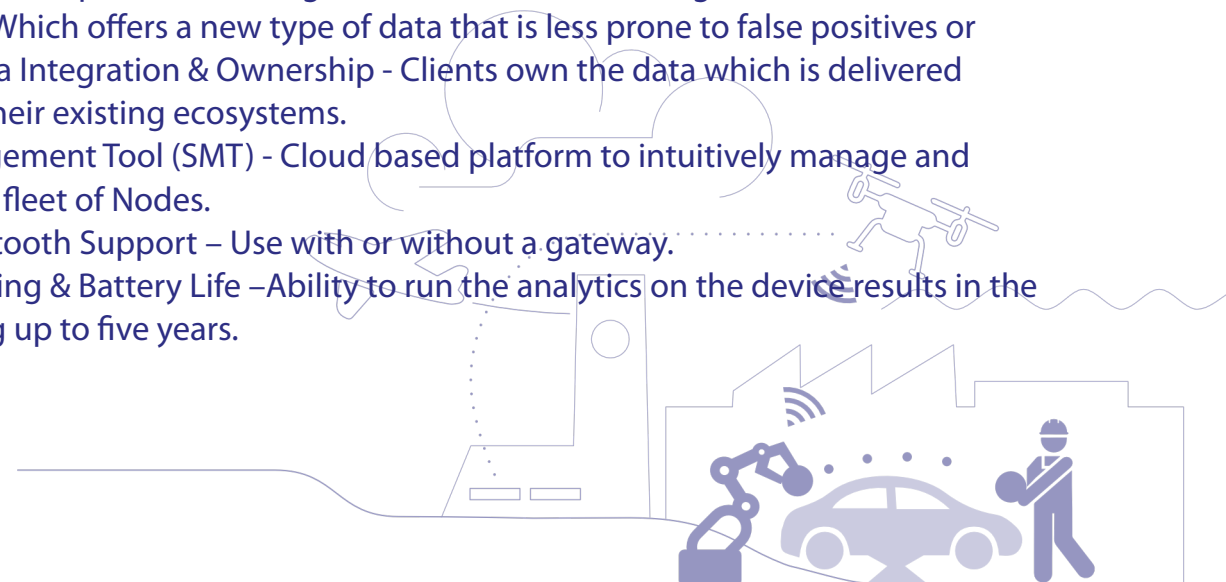 Which offers a new type of data that is less prone to false positives or
a Integration & Ownership - Clients own the data which is delivered
heir existing ecosystems.
ement Tool (SMT) - Cloud based platform to intuitively manage and
fleet of Nodes.
tooth Support – Use with or without a gateway.
ing & Battery Life –Ability to run the analytics on the device results in the
g up to five years.